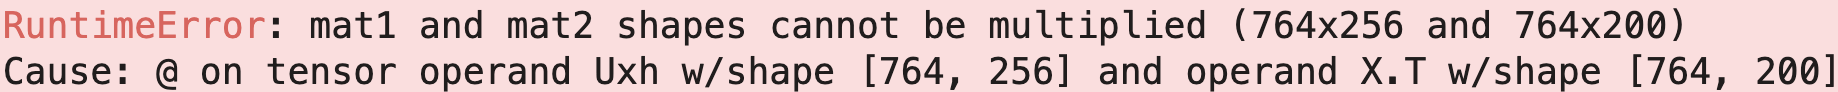 RuntimeError: mat1 and mat2 shapes cannot be multiplied (764x256 and 764x200)
Cause: @ on tensor operand Uxh w/shape [764, 256] and operand X.T w/shape [764, 200]